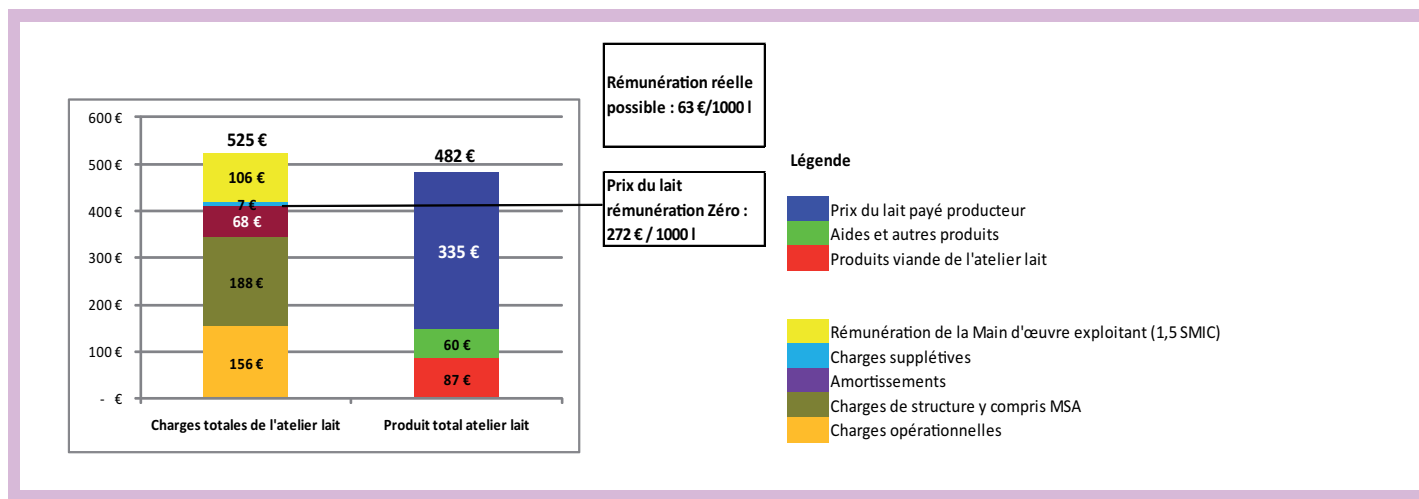 Rémunération réelle
possible : 63 €/1000 l
600 €
500 €
400 €
300 €
200 €
100 €
- €
525 €
106 €
7 €
68 €
188 €
156 €
482 €
335 €
60 €
87 €
Charges totales de l'atelier lait
Produit total atelier lait
Prix du lait
rémunération Zéro :
272 € / 1000 l
Légende
Prix du lait payé producteur
Aides et autres produits
Produits viande de l'atelier lait
Rémunération de la Main d'œuvre exploitant (1,5 SMIC)
Charges supplétives
Amortissements
Charges de structure y compris MSA
Charges opérationnelles